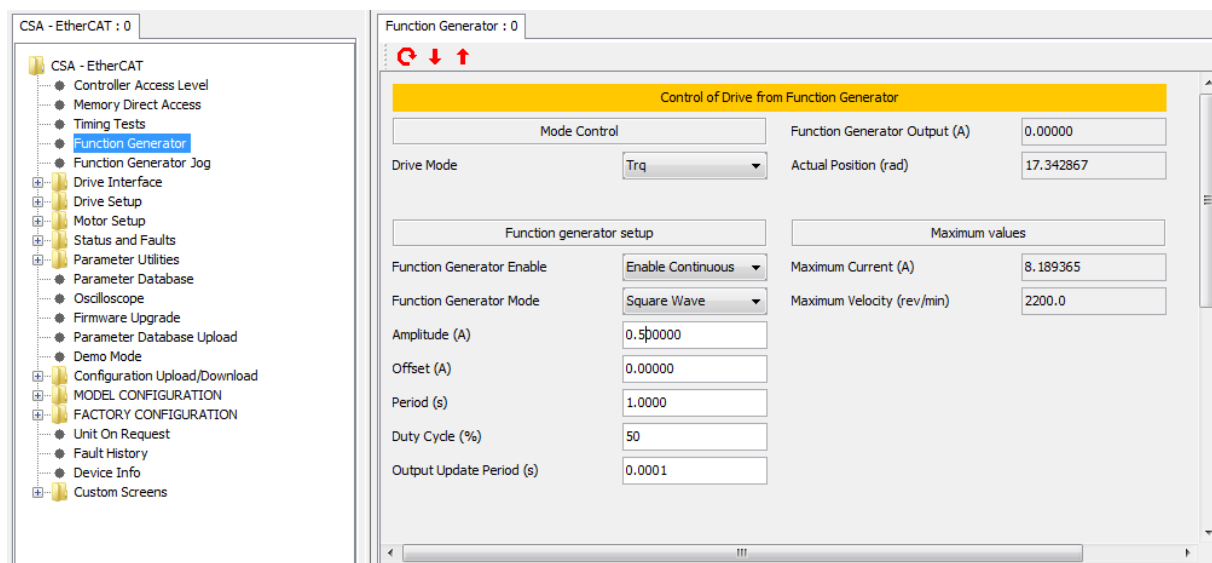 CSA - EtherCAT : 0
CSA - EtherCAT
Controller Access Level
Memory Direct Access
Timing Tests
Function Generator
Function Generator Jog
Drive Interface
Drive Setup
Motor Setup
Status and Faults
Parameter Utilities
Parameter Database
Oscilloscope
Firmware Upgrade
Parameter Database Upload
Demo Mode
Configuration Upload/Download
MODEL CONFIGURATION
FACTORY CONFIGURATION
Unit On Request
Fault History
Device Info
Custom Screens
Function Generator : 0
Control of Drive from Function Generator
Mode Control
Function Generator Output (A) 0.00000
Drive Mode Trq
Actual Position (rad) 17.342867
Function generator setup
Maximum values
Function Generator Enable Enable Continuous
Maximum Current (A) 8.189365
Function Generator Mode Square Wave
Maximum Velocity (rev/min) 2200.0
Amplitude (A) 0.500000
Offset (A) 0.00000
Period (s) 1.0000
Duty Cycle (%) 50
Output Update Period (s) 0.0001